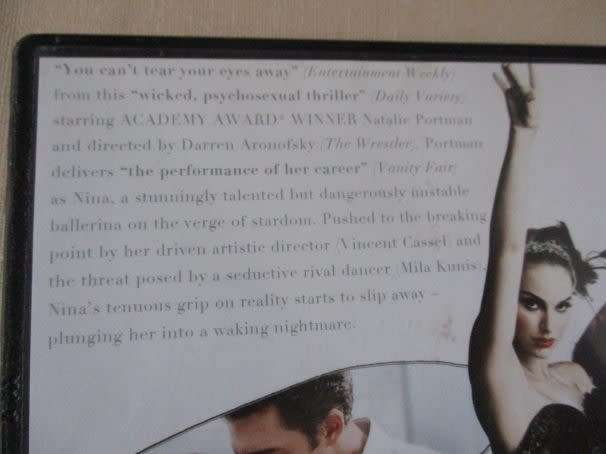 "You can't tear your eyes away" (Entertainment Weekly)
from this "wicked, psychosexual thriller" (Daily Variety)
starring ACADEMY AWARD® WINNER Natalie Portman
and directed by Darren Aronofsky (The Wrestler). Portman
delivers "the performance of her career" (Vanity Fair)
as Nina, a stunningly talented but dangerously unstable
ballerina on the verge of stardom. Pushed to the breaking
point by her driven artistic director (Vincent Cassel) and
the threat posed by a seductive rival dancer (Mila Kunis),
Nina's tenuous grip on reality starts to slip away –
plunging her into a waking nightmare.